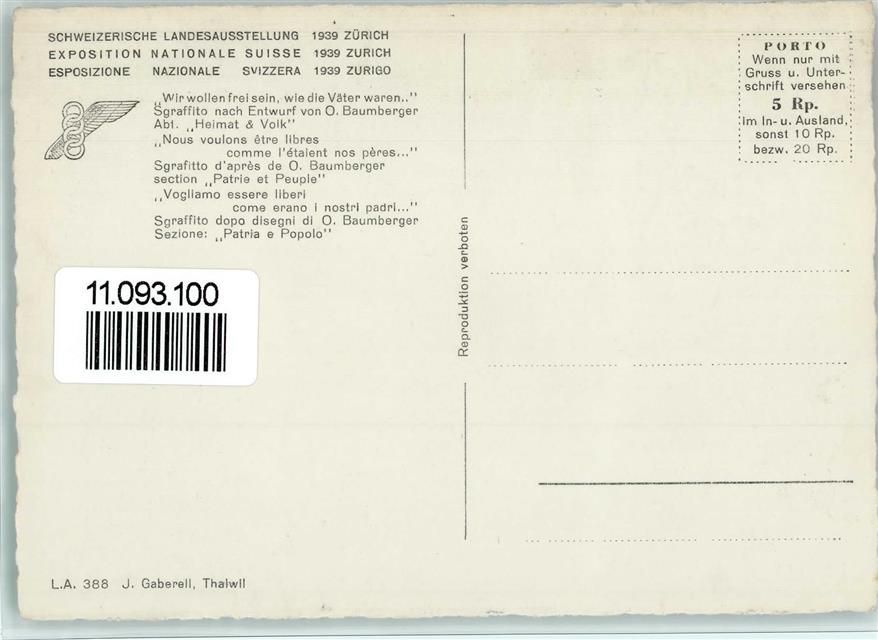 SCHWEIZERISCHE LANDESAUSSTELLUNG 1939 ZÜRICH
EXPOSITION NATIONALE SUISSE 1939 ZURICH
ESPOSIZIONE NAZIONALE SVIZZERA 1939 ZURIGO
„Wir wollen frei sein, wie die Väter waren.."
Sgraffito nach Entwurf von O. Baumberger
Abt. „Heimat & Volk"
„Nous voulons être libres
comme l'étaient nos pères..."
Sgrafitto d'après de O. Baumberger
section „Patrie et Peuple"
„Vogliamo essere liberi
come erano i nostri padri..."
Sgraffito dopo disegni di O. Baumberger
Sezione: „Patria e Popolo"
11.093.100
L.A. 388 J. Gaberell, Thalwil
Reproduktion verboten
PORTO
Wenn nur mit
Gruss u. Unter-
schrift versehen
5 Rp.
im In- u. Ausland,
sonst 10 Rp.
bezw. 20 Rp.